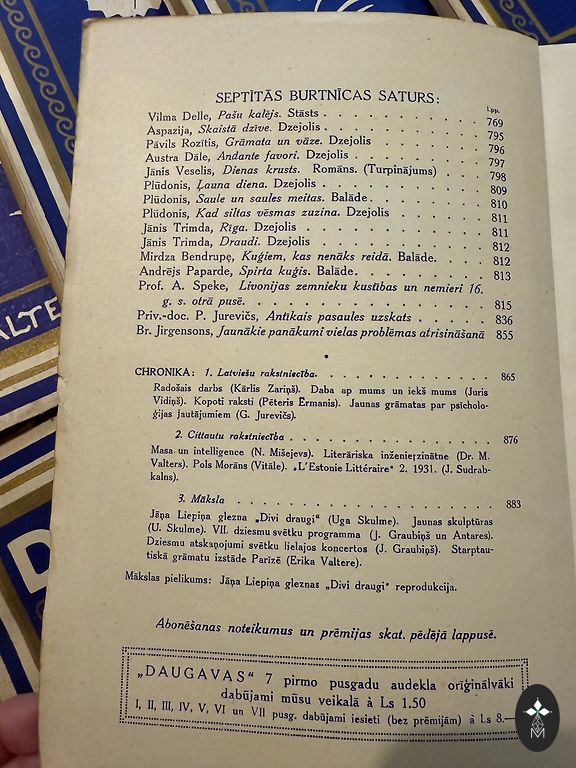 SEPTĪTĀS BURTNĪCAS SATURS:
Lpp.
Vilma Delle, Pašu kalējs. Stāsts . . . . . . . . . . . . 769
Aspazija, Skaistā dzīve. Dzejolis . . . . . . . . . . . 795
Pāvils Rozītis, Grāmata un vāze. Dzejolis . . . . . . . 796
Austra Dāle, Andante favori. Dzejolis . . . . . . . . . 797
Jānis Veselis, Dienas krusts. Romāns. (Turpinājums) . . . . 798
Plūdonis, Ļauna diena. Dzejolis . . . . . . . . . . . 809
Plūdonis, Saule un saules meitas. Balāde . . . . . . . . 810
Plūdonis, Kad siltas vēsmas zuzina. Dzejolis . . . . . . 811
Jānis Trimda, Rīga. Dzejolis . . . . . . . . . . . . 811
Jānis Trimda, Draudi. Dzejolis . . . . . . . . . . . 812
Mirdza Bendrupe, Kuģiem, kas nenāks reidā. Balāde. . . . . 812
Andrējs Paparde, Spirta kuģis. Balāde. . . . . . . . . 813
Prof. A. Speke, Livonijas zemnieku kustības un nemieri 16.
g. s. otrā pusē. . . . . . . . . . . . . . . . . 815
Priv.-doc. P. Jurevičs, Antīkais pasaules uzskats . . . . . 836
Br. Jirgensons, Jaunākie panākumi vielas problēmas atrisināšanā 855
CHRONIKA: 1. Latviešu rakstniecība. . . . . . . . . . . . . 865
Radošais darbs (Kārlis Zariņš). Daba ap mums un iekš mums (Juris
Vidiņš). Kopoti raksti (Pēteris Ērmanis). Jaunas grāmatas par psicholo-
ģijas jautājumiem (G. Jurevičs).
2. Cittautu rakstniecība . . . . . . . . . . . . . . 876
Masa un intelligence (N. Mišejevs). Literāriska inženieŗzinātne (Dr. M.
Valters). Pols Morāns (Vitāle). „L'Estonie Littéraire" 2. 1931. (J. Sudrab-
kalns).
3. Māksla . . . . . . . . . . . . . . . . . . 883
Jāņa Liepiņa glezna „Divi draugi" (Uga Skulme). Jaunas skulptūras
(U. Skulme). VII. dziesmu svētku programma (J. Graubiņš un Antares).
Dziesmu atskaņojumi svētku lielajos koncertos (J. Graubiņš). Starptau-
tiskā grāmatu izstāde Parīzē (Erika Valtere).
Mākslas pielikums: Jāņa Liepiņa gleznas „Divi draugi" reprodukcija.
Abonēšanas noteikumus un prēmijas skat. pēdējā lappusē.
„DAUGAVAS" 7 pirmo pusgadu audekla oriģinālvāki
dabūjami mūsu veikalā à Ls 1.50
I, II, III, IV, V, VI un VII pusg. dabūjami iesieti (bez prēmijām) à Ls 8.—
ALTE
D
M